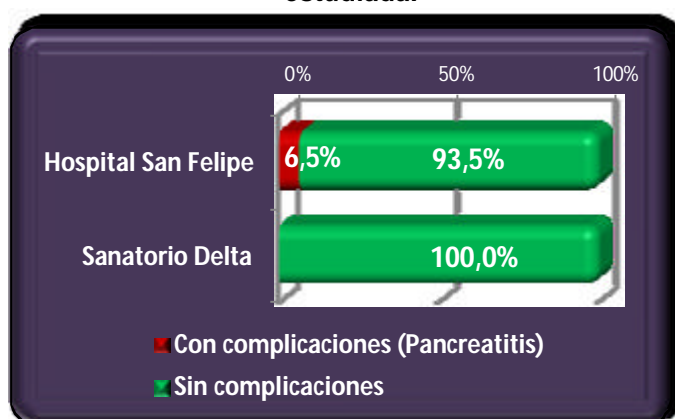 estudiada.
0% 50% 100%
Hospital San Felipe 6,5% 93,5%
Sanatorio Delta 100,0%
Con complicaciones (Pancreatitis)
Sin complicaciones